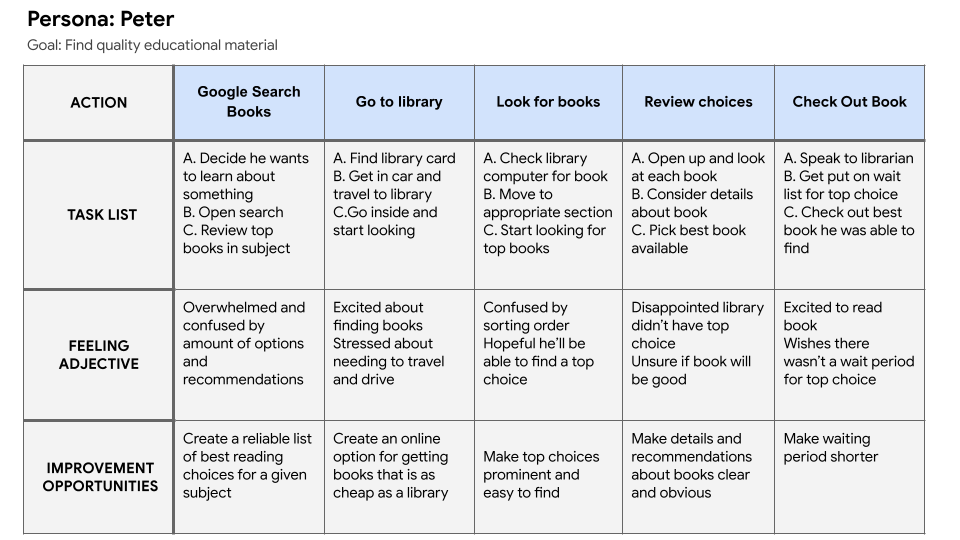 Persona: Peter
Goal: Find quality educational material
ACTION
Google Search
Books
Go to library
Look for books
Review choices
Check Out Book
TASK LIST
A. Decide he wants
to learn about
something
B. Open search
C. Review top
books in subject
A. Find library card
B. Get in car and
travel to library
C.Go inside and
start looking
A. Check library
computer for book
B. Move to
appropriate section
C. Start looking for
top books
A. Open up and look
at each book
B. Consider details
about book
C. Pick best book
available
A. Speak to librarian
B. Get put on wait
list for top choice
C. Check out best
book he was able to
find
FEELING
ADJECTIVE
Overwhelmed and
confused by
amount of options
and
recommendations
Excited about
finding books
Stressed about
needing to travel
and drive
Confused by
sorting order
Hopeful he'll be
able to find a top
choice
Disappointed library
didn't have top
choice
Unsure if book will
be good
Excited to read
book
Wishes there
wasn't a wait period
for top choice
IMPROVEMENT
OPPORTUNITIES
Create a reliable list
of best reading
choices for a given
subject
Create an online
option for getting
books that is as
cheap as a library
Make top choices
prominent and
easy to find
Make details and
recommendations
about books clear
and obvious
Make waiting
period shorter